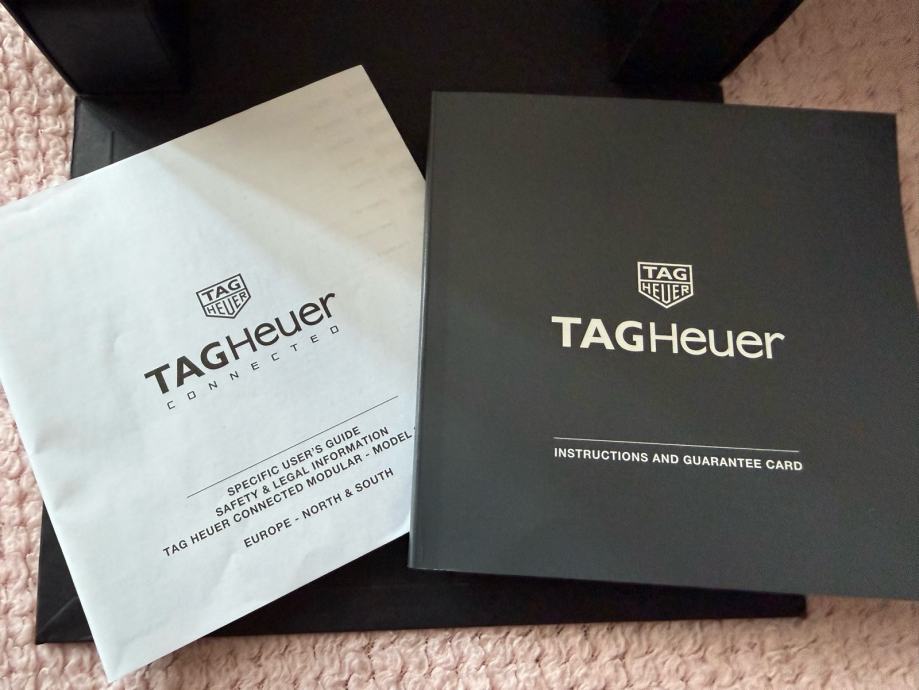 TAG
HEUER
TAGHeuer
CONNECTED
SPECIFIC USER'S GUIDE
SAFETY & LEGAL INFORMATION
TAG HEUER CONNECTED MODULAR - MODEL
EUROPE - NORTH & SOUTH
TAG
HEUER
TAGHeuer
INSTRUCTIONS AND GUARANTEE CARD